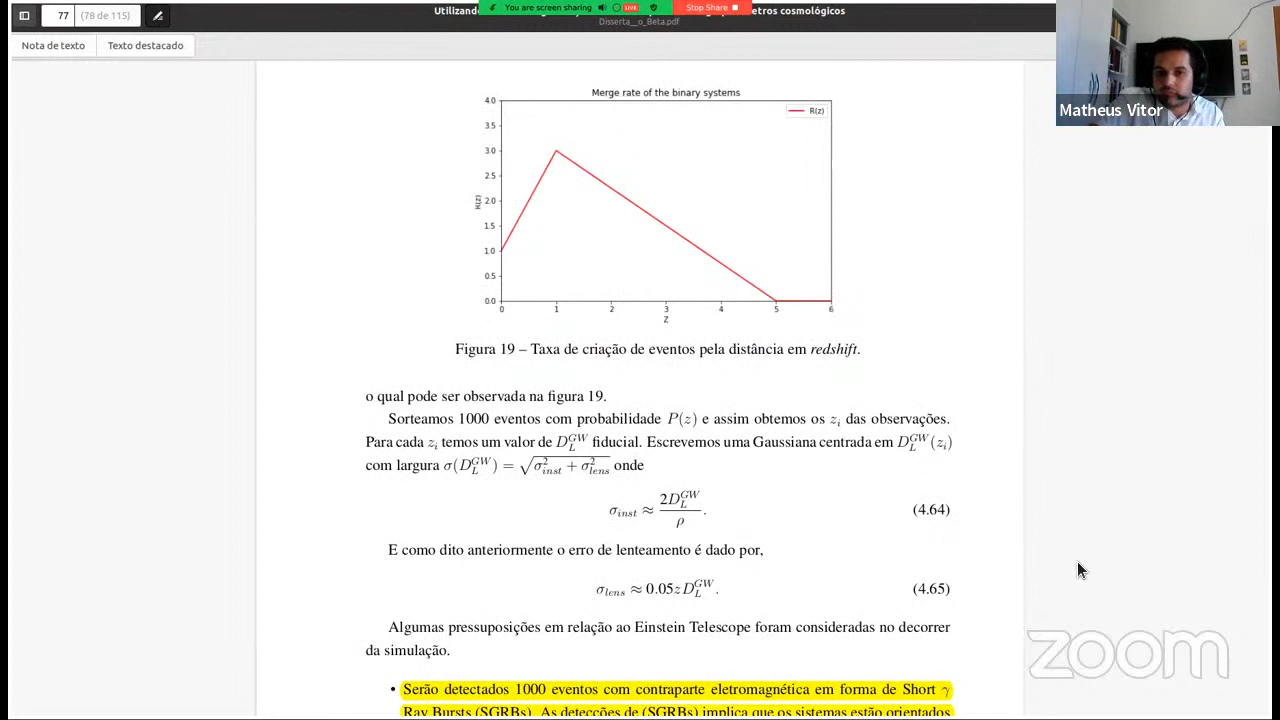 77
(78 de 115)
Utilizando
You are screen sharing
LIVE
Stop Share
etros cosmológicos
Disserta__o_Beta.pdf
Nota de texto
Texto destacado
Matheus Vitor
Merge rate of the binary systems
R(z)
4.0
3.5
3.0
2.5
2.0
1.5
1.0
0.5
0.0
R(z)
0 1 2 3 4 5 6
Z
Figura 19 – Taxa de criação de eventos pela distância em redshift.
o qual pode ser observada na figura 19.
Sorteamos 1000 eventos com probabilidade P(z) e assim obtemos os z_i das observações.
Para cada z_i temos um valor de D_L^{GW} fiducial. Escrevemos uma Gaussiana centrada em D_L^{GW}(z_i)
com largura σ(D_L^{GW}) = √(σ_{inst}^2 + σ_{lens}^2) onde
σ_{inst} ≈ 2D_L^{GW}/ρ. (4.64)
E como dito anteriormente o erro de lenteamento é dado por,
σ_{lens} ≈ 0.05zD_L^{GW}. (4.65)
Algumas pressuposições em relação ao Einstein Telescope foram consideradas no decorrer
da simulação.
• Serão detectados 1000 eventos com contraparte eletromagnética em forma de Short γ
Ray Bursts (SGRBs). As detecções de (SGRBs) implica que os sistemas estão orientados
zoom